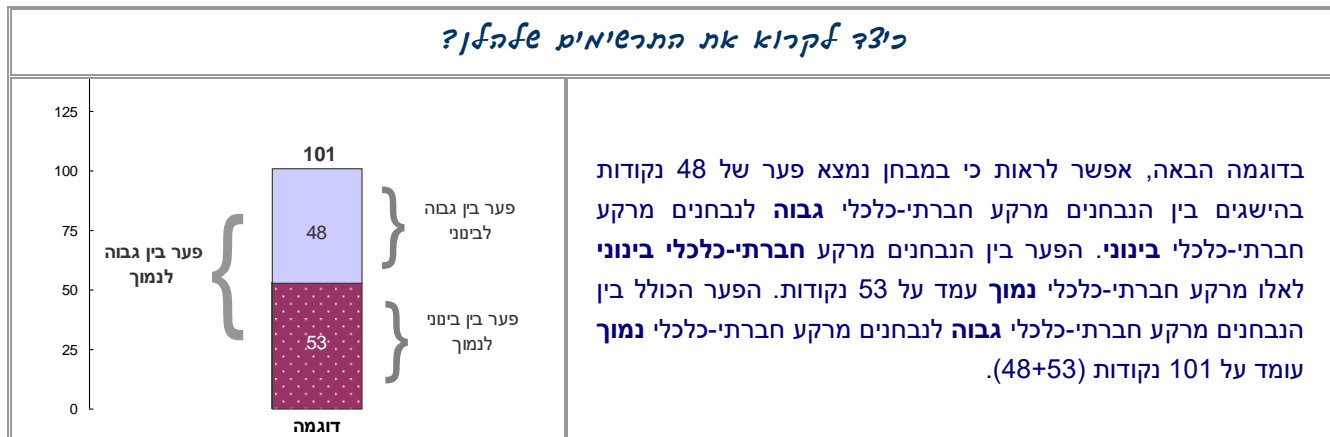 כיצד לקרוא את התרשימים שלהלן?
בדוגמה הבאה, אפשר לראות כי במבחן נמצא פער של 48 נקודות
בהישגים בין הנבחנים מרקע חברתי-כלכלי גבוה לנבחנים מרקע
חברתי-כלכלי בינוני. הפער בין הנבחנים מרקע חברתי-כלכלי בינוני
לאלו מרקע חברתי-כלכלי נמוך עמד על 53 נקודות. הפער הכולל בין
הנבחנים מרקע חברתי-כלכלי גבוה לנבחנים מרקע חברתי-כלכלי נמוך
עומד על 101 נקודות (48+53).
125
100
75
50
25
0
101
48
53
דוגמה
פער בין גבוה
לבינוני
פער בין בינוני
לנמוך
פער בין גבוה
לנמוך